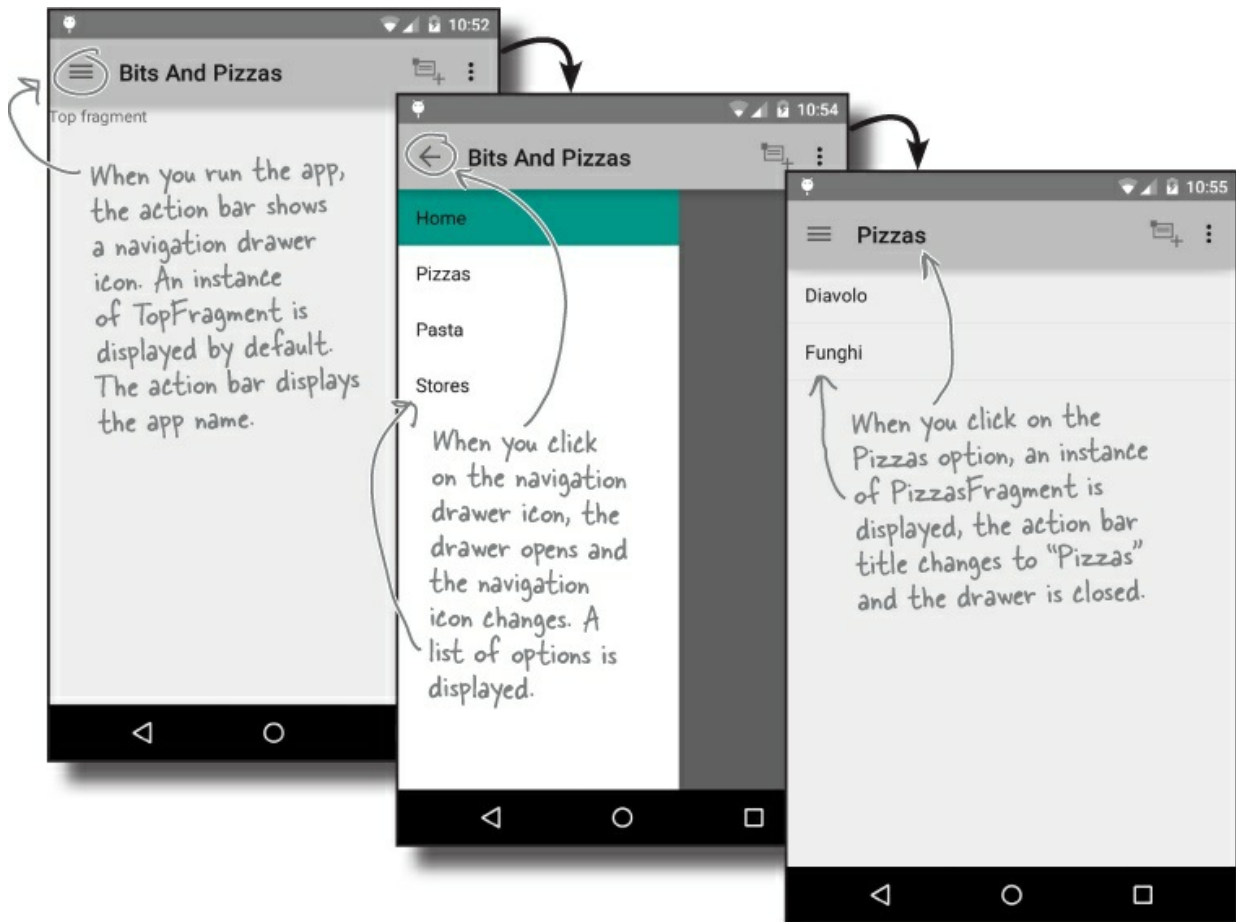 10:52
Bits And Pizzas
Top fragment
When you run the app,
the action bar shows
a navigation drawer
icon. An instance
of TopFragment is
displayed by default.
The action bar displays
the app name.
10:54
Bits And Pizzas
Home
Pizzas
Pasta
Stores
When you click
on the navigation
drawer icon, the
drawer opens and
the navigation
icon changes. A
list of options is
displayed.
10:55
Pizzas
Diavolo
Funghi
When you click on the
Pizzas option, an instance
of PizzasFragment is
displayed, the action bar
title changes to “Pizzas”
and the drawer is closed.